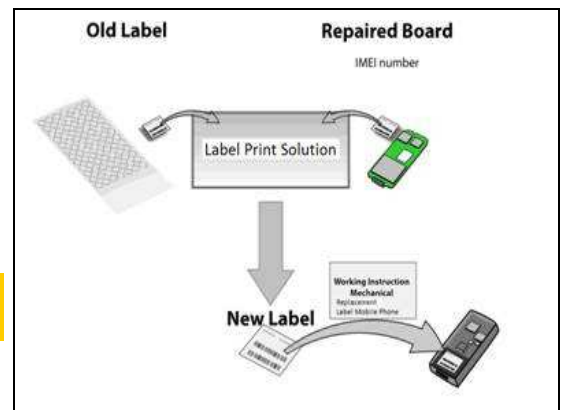 Old Label
Repaired Board
IMEI number
Label Print Solution
Working Instruction
Mechanical
Replacement
Label Mobile Phone
New Label